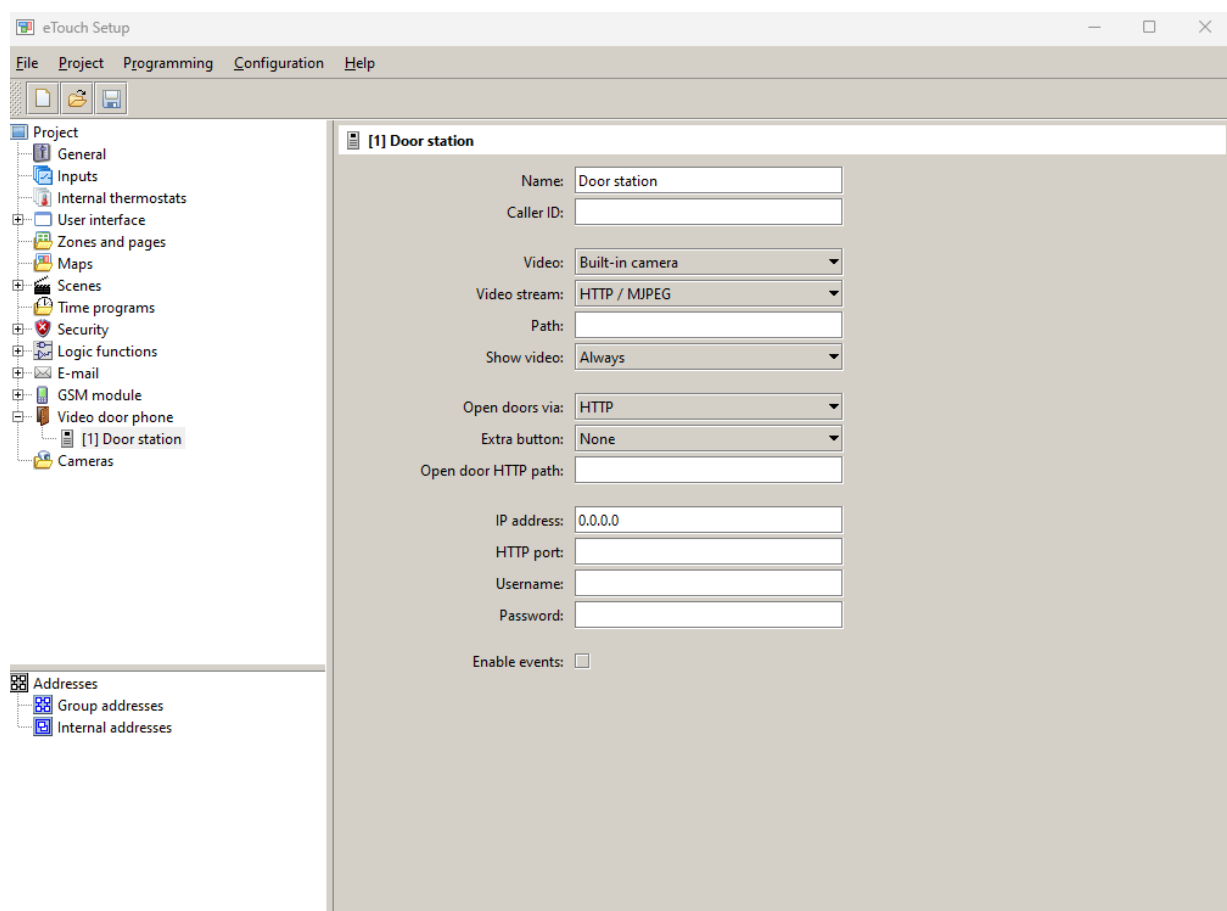 eTouch Setup
File Project Programming Configuration Help
Project
General
Inputs
Internal thermostats
User interface
Zones and pages
Maps
Scenes
Time programs
Security
Logic functions
E-mail
GSM module
Video door phone
[1] Door station
Cameras
Addresses
Group addresses
Internal addresses
[1] Door station
Name: Door station
Caller ID:
Video: Built-in camera
Video stream: HTTP / MJPEG
Path:
Show video: Always
Open doors via: HTTP
Extra button: None
Open door HTTP path:
IP address: 0.0.0.0
HTTP port:
Username:
Password:
Enable events: